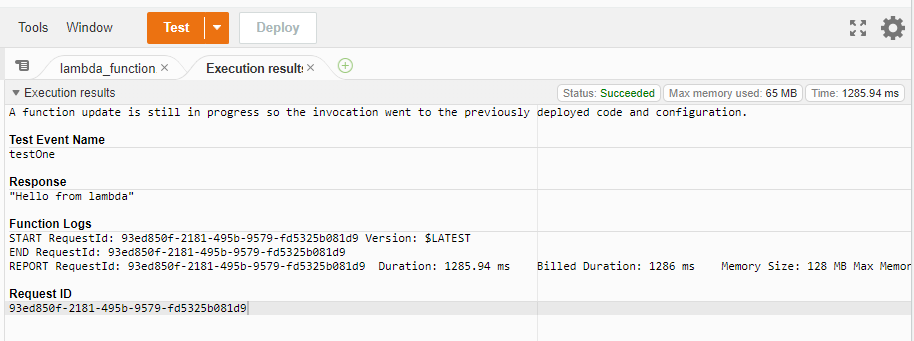 Tools Window Test Deploy
lambda_function × Execution results ×
Execution results Status: Succeeded Max memory used: 65 MB Time: 1285.94 ms
A function update is still in progress so the invocation went to the previously deployed code and configuration.
Test Event Name
testOne
Response
"Hello from lambda"
Function Logs
START RequestId: 93ed850f-2181-495b-9579-fd5325b081d9 Version: $LATEST
END RequestId: 93ed850f-2181-495b-9579-fd5325b081d9
REPORT RequestId: 93ed850f-2181-495b-9579-fd5325b081d9 Duration: 1285.94 ms Billed Duration: 1286 ms Memory Size: 128 MB Max Memor
Request ID
93ed850f-2181-495b-9579-fd5325b081d9